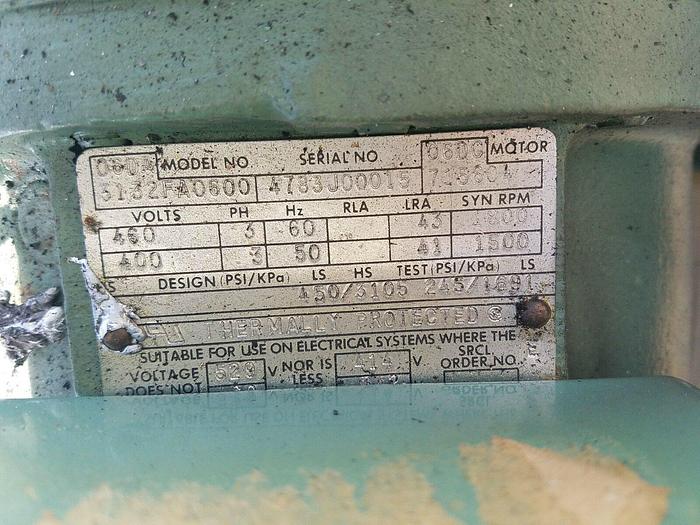 MODEL NO SERIAL NO 0600 MOTOR
3132FA0600 4783J00015
VOLTS PH Hz RLA LRA SYN RPM
460 3 60 43 1800
400 3 50 41 1500
S DESIGN (PSI/KPa) LS HS TEST (PSI/KPa) LS
450/3105 245/1691
THERMALLY PROTECTED
SUITABLE FOR USE ON ELECTRICAL SYSTEMS WHERE THE
VOLTAGE 529 V NOR IS 414 V SRCL
DOES NOT LESS ORDER NO.